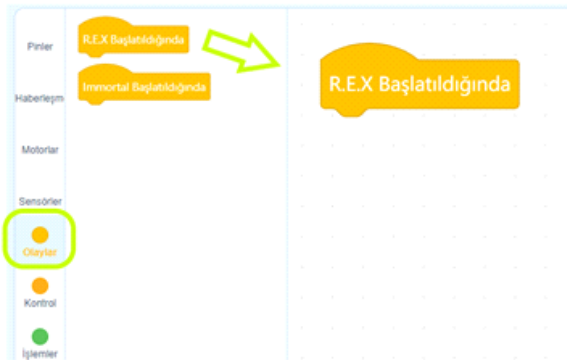 Pinler
Haberleşm
Motorlar
Sensörler
Olaylar
Kontrol
İşlemler
R.E.X Başlatıldığında
Immortal Başlatıldığında
R.E.X Başlatıldığında